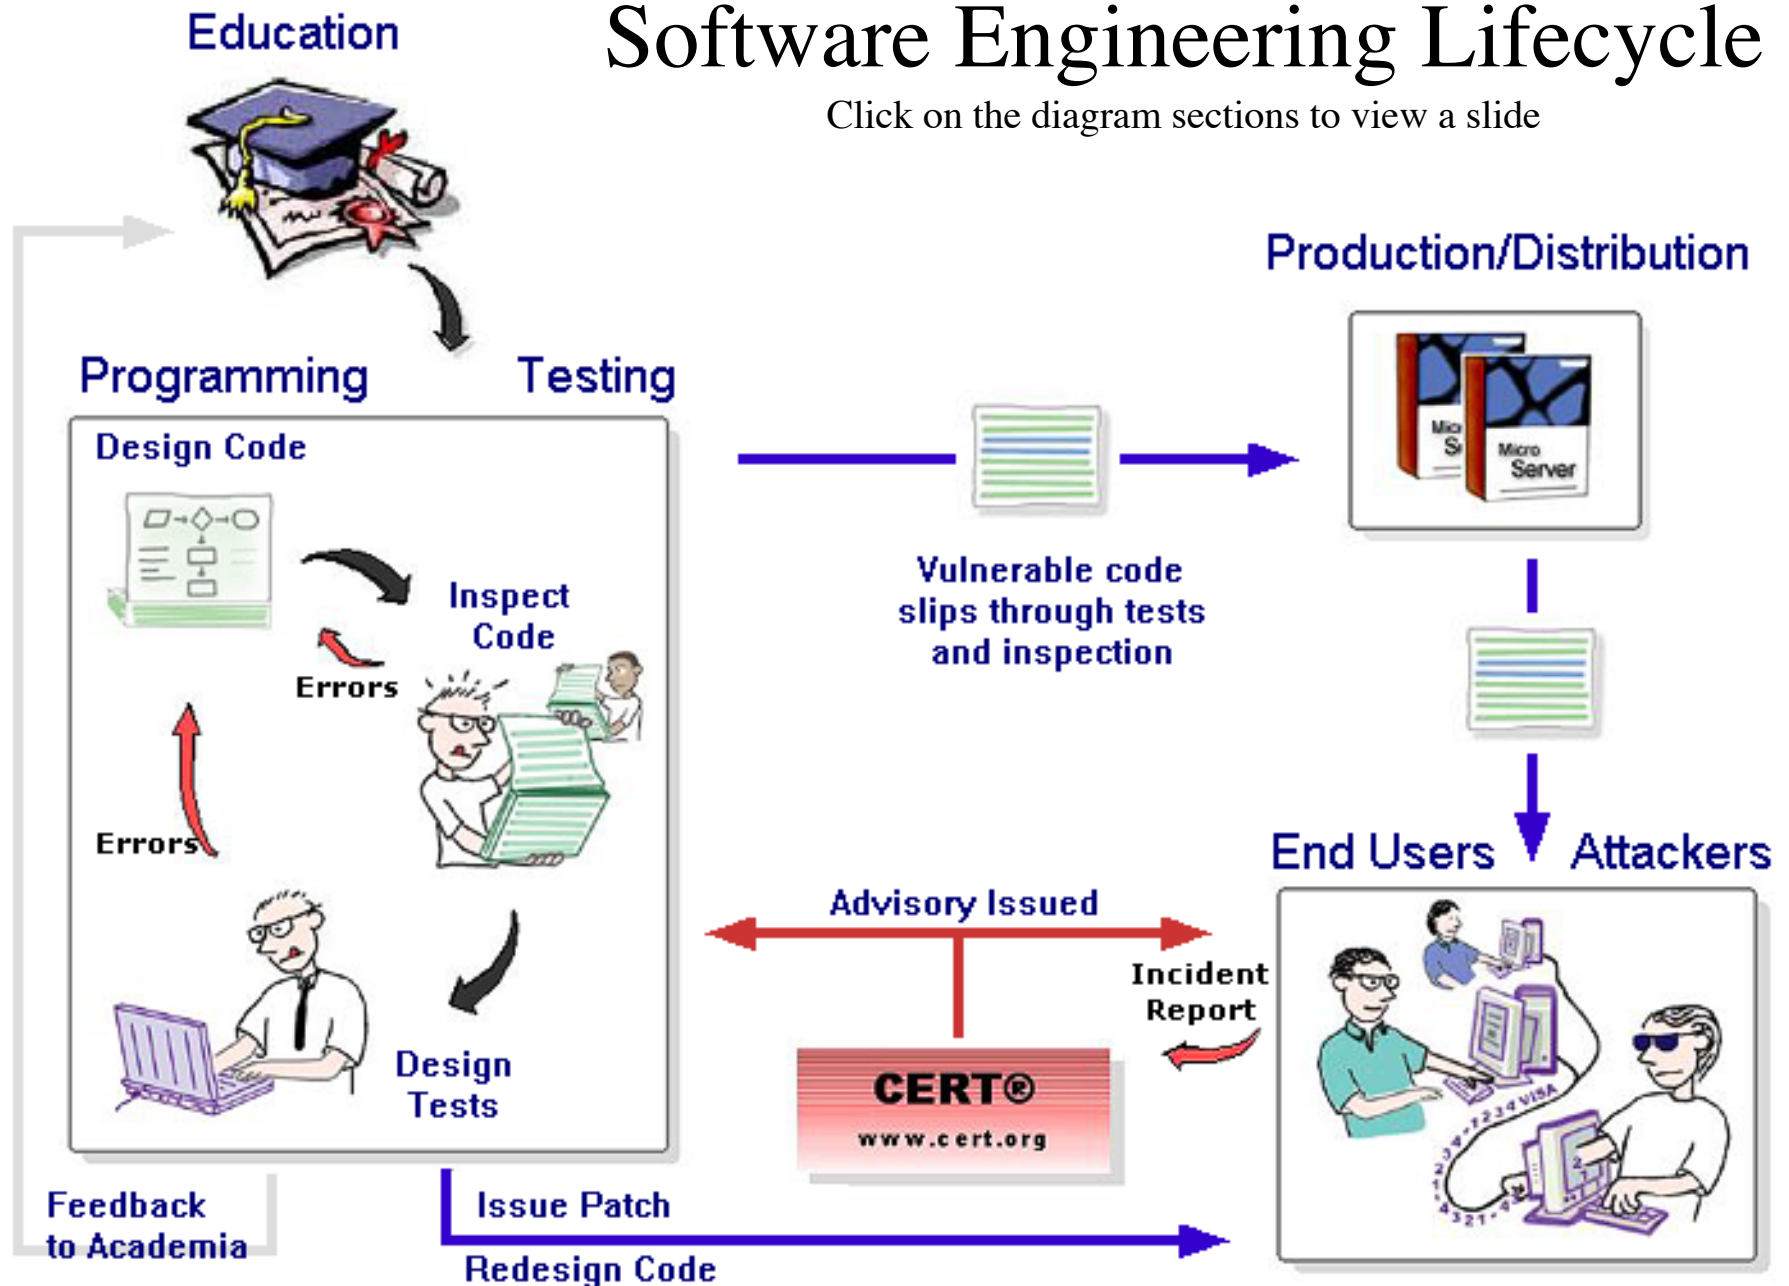 Education
Software Engineering Lifecycle
Click on the diagram sections to view a slide
Production/Distribution
Programming
Testing
Design Code
Micro
Server
Inspect
Code
Errors
Vulnerable code
slips through tests
and inspection
Errors
End Users
Attackers
Advisory Issued
Incident
Report
CERT®
www.cert.org
Design
Tests
Feedback
to Academia
Issue Patch
Redesign Code